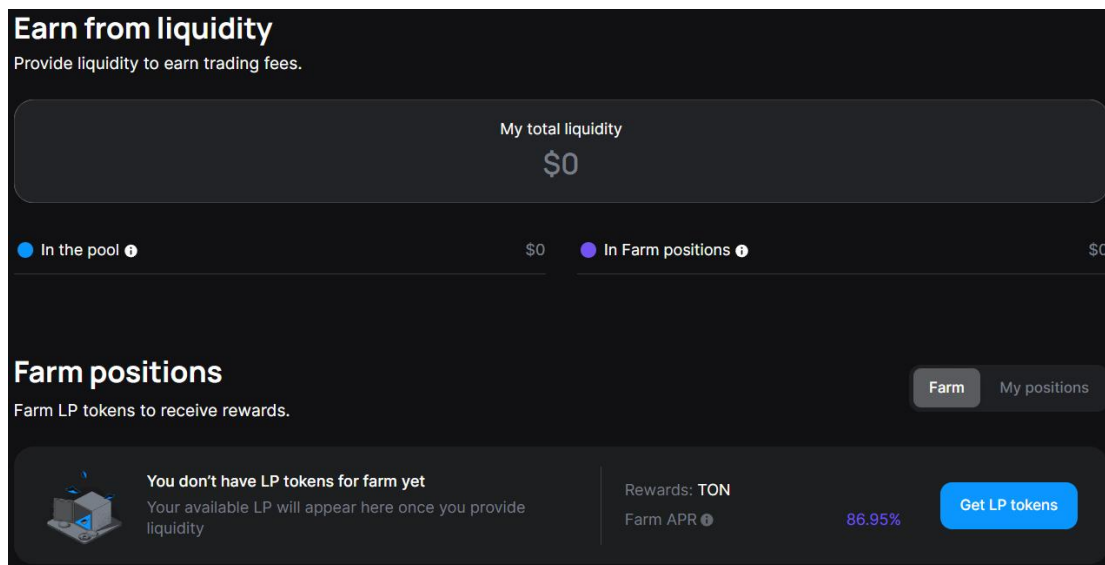 Earn from liquidity
Provide liquidity to earn trading fees.
My total liquidity
$0
In the pool $0
In Farm positions $0
Farm positions
Farm LP tokens to receive rewards.
Farm My positions
You don't have LP tokens for farm yet
Your available LP will appear here once you provide
liquidity
Rewards: TON
Farm APR 86.95%
Get LP tokens